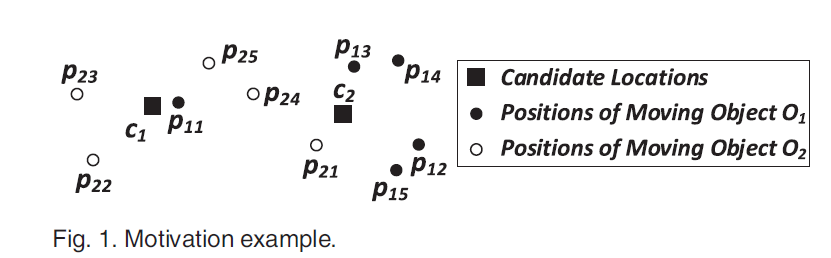 p23
p25
p13
p14
c1
p11
p24
c2
p22
p21
p12
p15
Candidate Locations
Positions of Moving Object O1
Positions of Moving Object O2
Fig. 1. Motivation example.